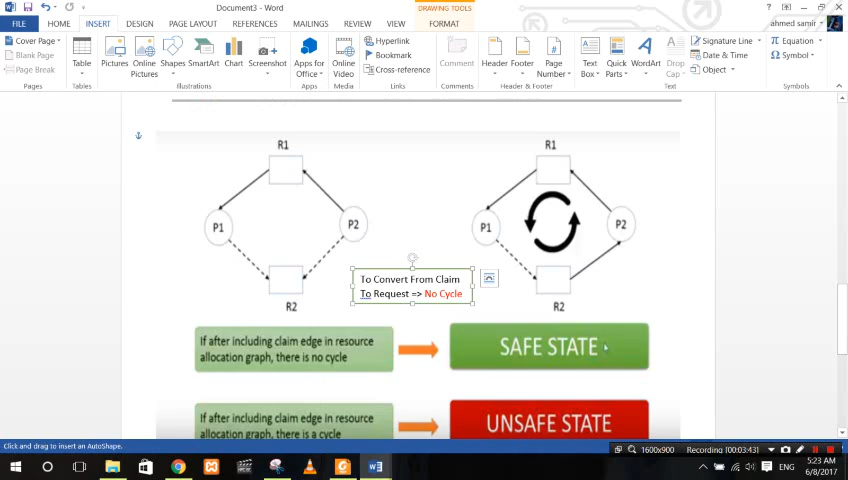 Document3 - Word
DRAWING TOOLS
?
FILE
HOME
INSERT
DESIGN
PAGE LAYOUT
REFERENCES
MAILINGS
REVIEW
VIEW
FORMAT
ahmed samir
Cover Page
Blank Page
Page Break
Pages
Table
Tables
Pictures
Online Pictures
Shapes
SmartArt
Chart
Screenshot
Illustrations
Apps for Office
Apps
Online Video
Media
Hyperlink
Bookmark
Cross-reference
Links
Comment
Comments
Header
Footer
Page Number
Header & Footer
Text Box
Quick Parts
WordArt
Drop Cap
Signature Line
Date & Time
Object
Text
Equation
Symbol
Symbols
R1
P1
P2
R2
R1
P1
P2
R2
To Convert From Claim
To Request => No Cycle
If after including claim edge in resource
allocation graph, there is no cycle
SAFE STATE
If after including claim edge in resource
allocation graph, there is a cycle
UNSAFE STATE
Click and drag to insert an AutoShape.
1600x900
Recording [00:03:43]
ENG
5:23 AM
6/8/2017